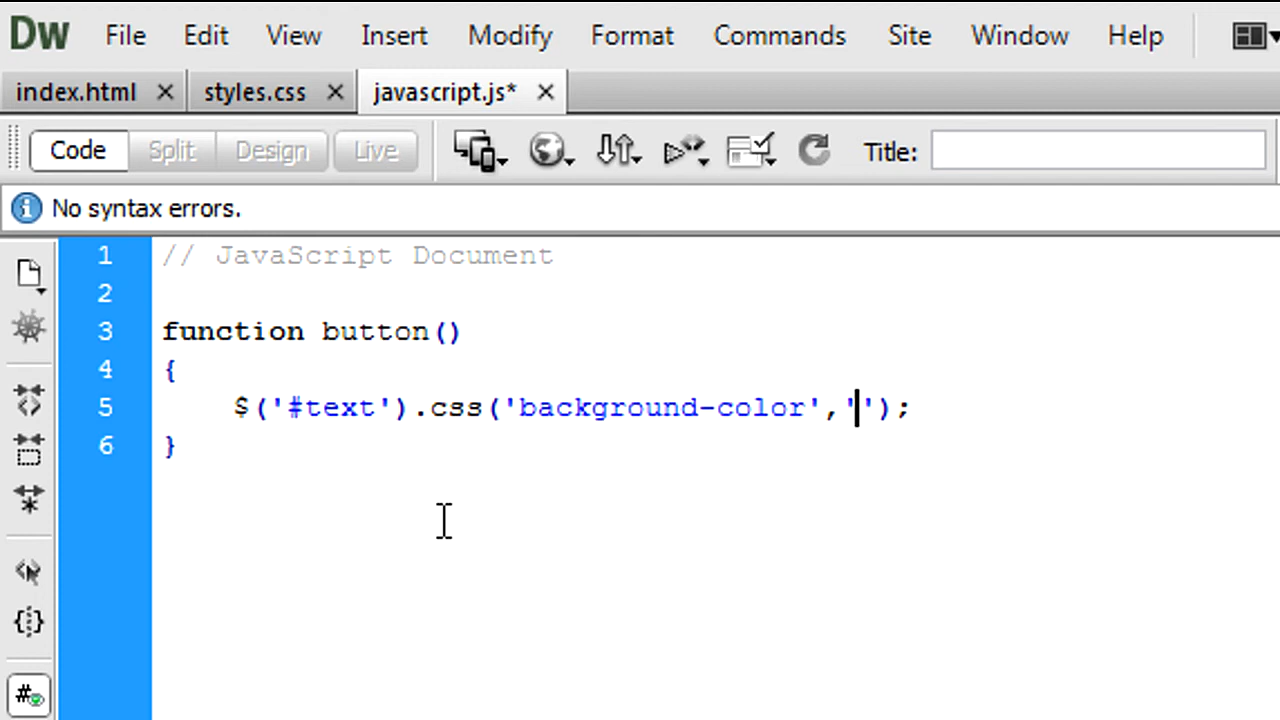 Dw File Edit View Insert Modify Format Commands Site Window Help
index.html styles.css javascript.js*
Code Split Design Live Title:
No syntax errors.
1 // JavaScript Document
2
3 function button()
4 {
5 $('#text').css('background-color','');
6 }